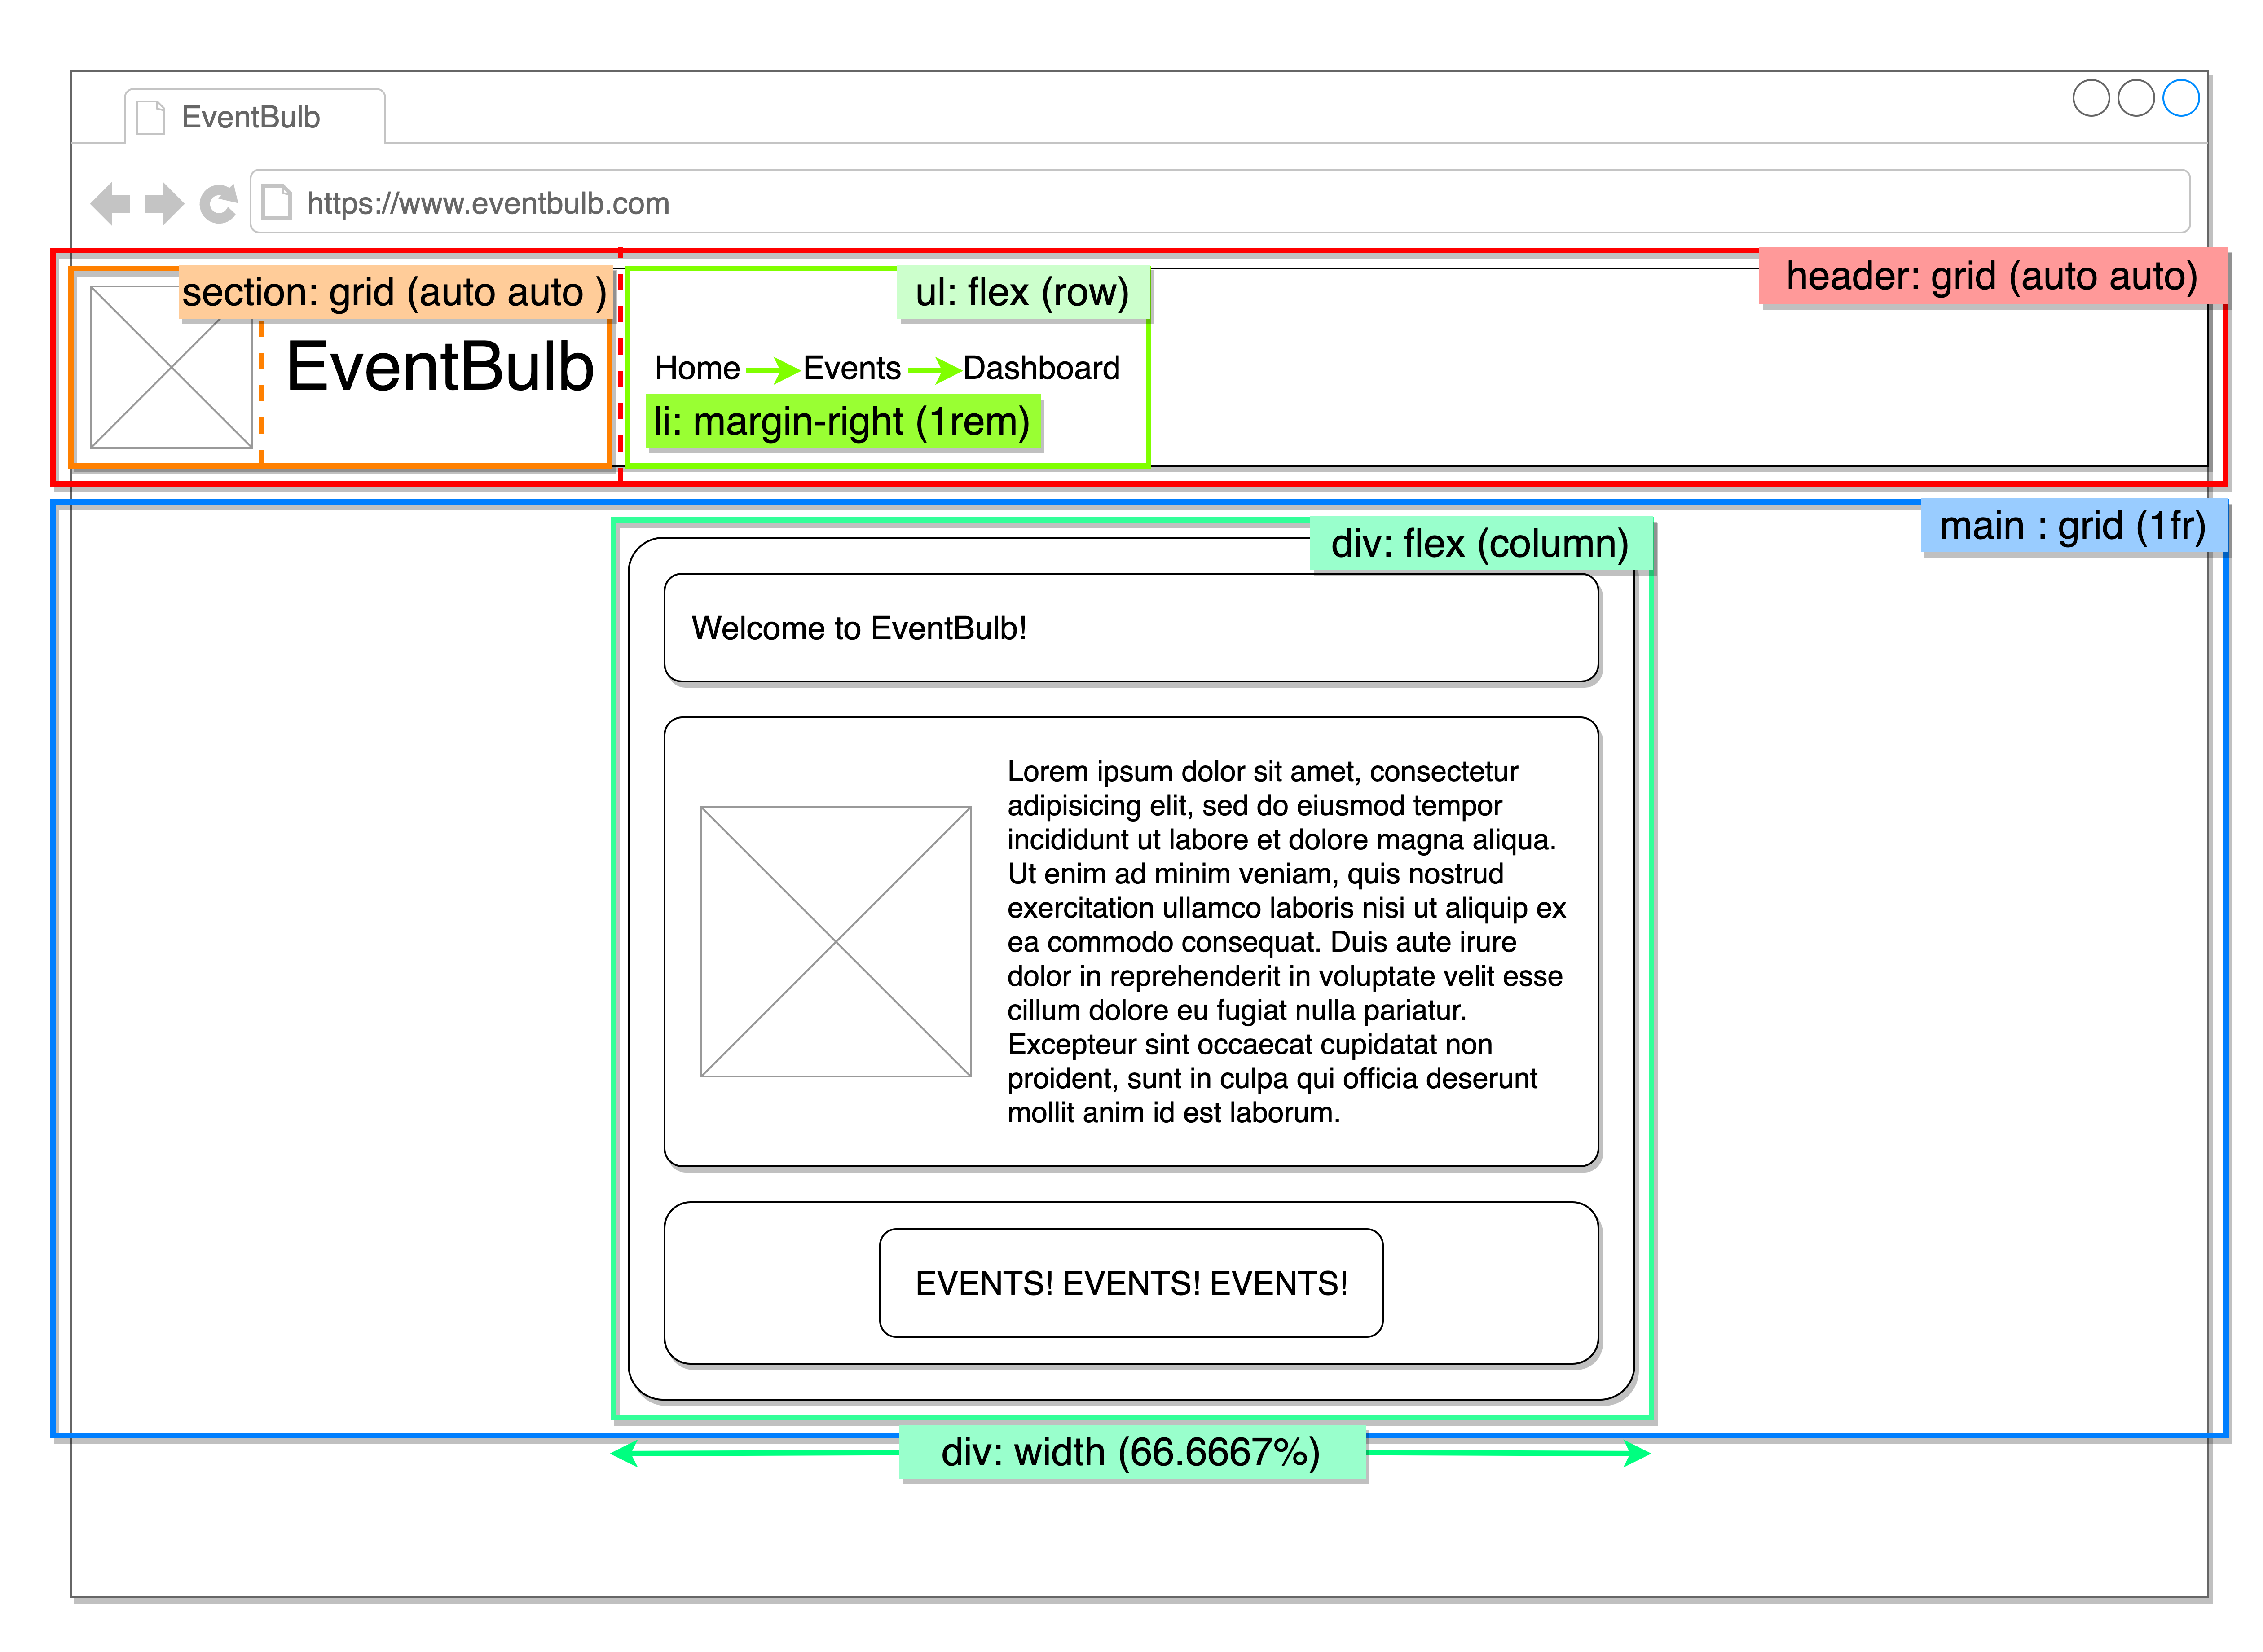 EventBulb
https://www.eventbulb.com
header: grid (auto auto)
section: grid (auto auto )
ul: flex (row)
EventBulb
Home
Events
Dashboard
li: margin-right (1rem)
main : grid (1fr)
div: flex (column)
Welcome to EventBulb!
Lorem ipsum dolor sit amet, consectetur
adipisicing elit, sed do eiusmod tempor
incididunt ut labore et dolore magna aliqua.
Ut enim ad minim veniam, quis nostrud
exercitation ullamco laboris nisi ut aliquip ex
ea commodo consequat. Duis aute irure
dolor in reprehenderit in voluptate velit esse
cillum dolore eu fugiat nulla pariatur.
Excepteur sint occaecat cupidatat non
proident, sunt in culpa qui officia deserunt
mollit anim id est laborum.
EVENTS! EVENTS! EVENTS!
div: width (66.6667%)